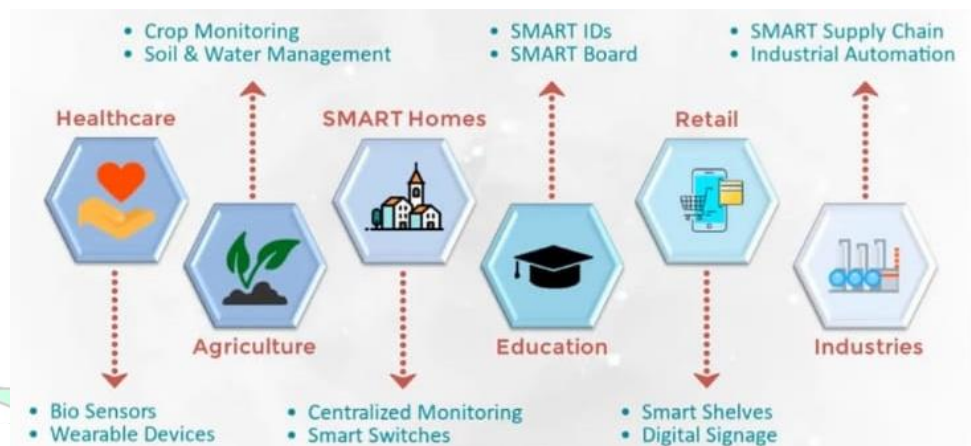 • Crop Monitoring
• Soil & Water Management
• SMART IDs
• SMART Board
• SMART Supply Chain
• Industrial Automation
Healthcare
SMART Homes
Retail
Agriculture
Education
Industries
• Bio Sensors
• Wearable Devices
• Centralized Monitoring
• Smart Switches
• Smart Shelves
• Digital Signage